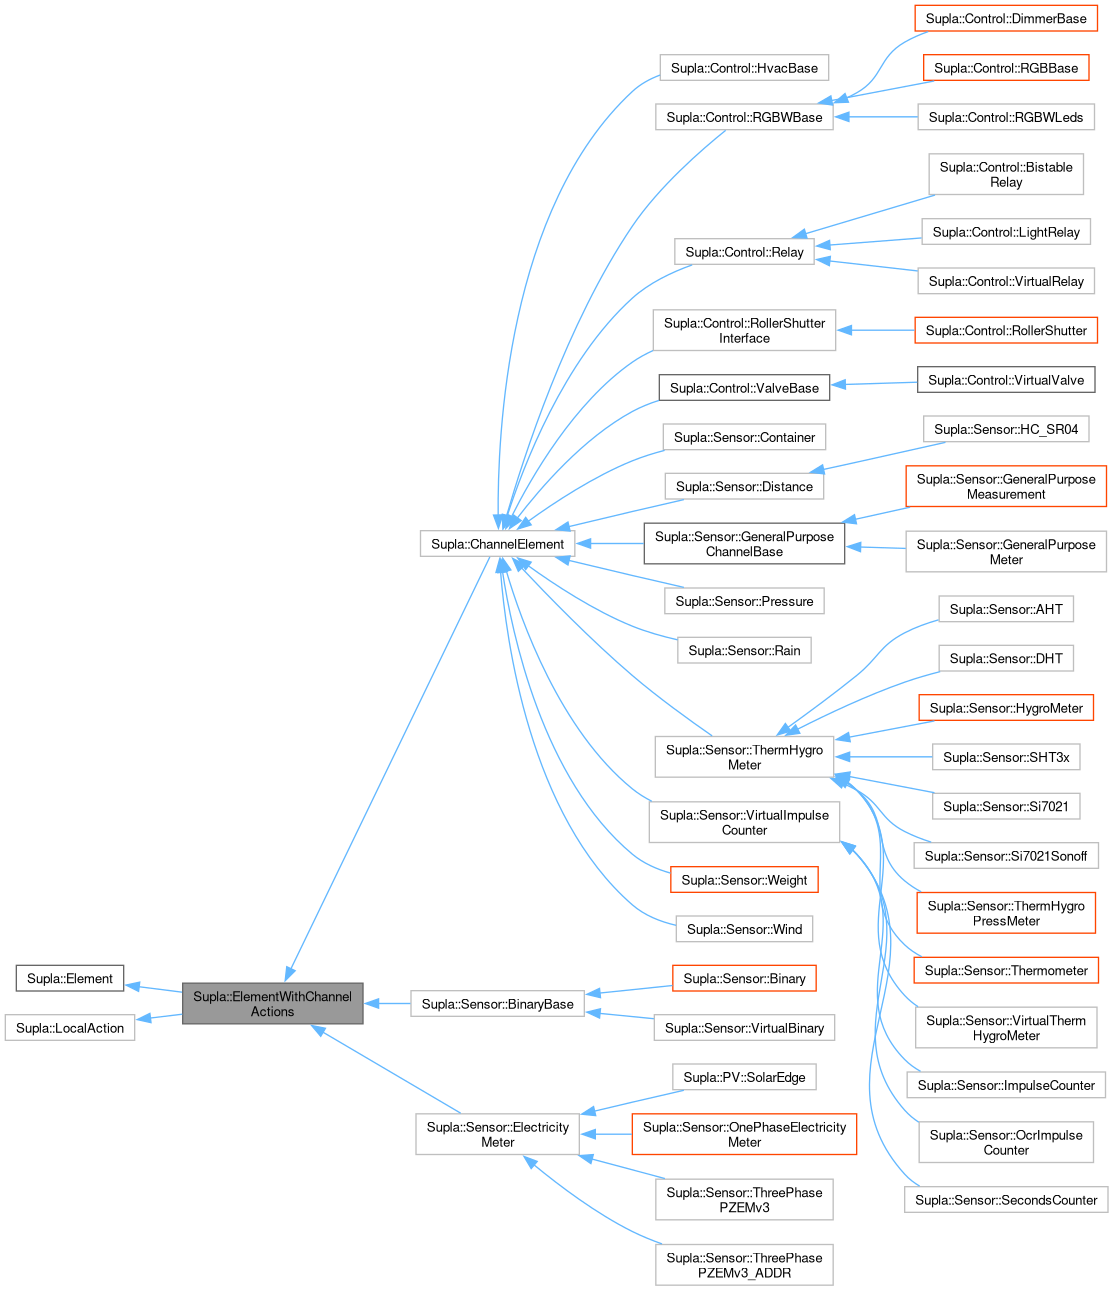 Supla::Control::DimmerBase
Supla::Control::HvacBase
Supla::Control::RGBBase
Supla::Control::RGBWBase
Supla::Control::RGBWLeds
Supla::Control::Bistable
Relay
Supla::Control::LightRelay
Supla::Control::Relay
Supla::Control::VirtualRelay
Supla::Control::RollerShutter
Interface
Supla::Control::RollerShutter
Supla::Control::ValveBase
Supla::Control::VirtualValve
Supla::Sensor::Container
Supla::Sensor::HC_SR04
Supla::Sensor::Distance
Supla::Sensor::GeneralPurpose
Measurement
Supla::ChannelElement
Supla::Sensor::GeneralPurpose
ChannelBase
Supla::Sensor::GeneralPurpose
Meter
Supla::Sensor::Pressure
Supla::Sensor::AHT
Supla::Sensor::Rain
Supla::Sensor::DHT
Supla::Sensor::HygroMeter
Supla::Sensor::ThermHygro
Meter
Supla::Sensor::SHT3x
Supla::Sensor::Si7021
Supla::Sensor::VirtualImpulse
Counter
Supla::Sensor::Si7021Sonoff
Supla::Sensor::Weight
Supla::Sensor::ThermHygro
PressMeter
Supla::Sensor::Wind
Supla::Sensor::Thermometer
Supla::Element
Supla::Sensor::Binary
Supla::ElementWithChannel
Actions
Supla::Sensor::BinaryBase
Supla::LocalAction
Supla::Sensor::VirtualBinary
Supla::Sensor::VirtualTherm
HygroMeter
Supla::PV::SolarEdge
Supla::Sensor::ImpulseCounter
Supla::Sensor::Electricity
Meter
Supla::Sensor::OnePhaseElectricity
Meter
Supla::Sensor::OcrImpulse
Counter
Supla::Sensor::ThreePhase
PZEMv3
Supla::Sensor::SecondsCounter
Supla::Sensor::ThreePhase
PZEMv3_ADDR